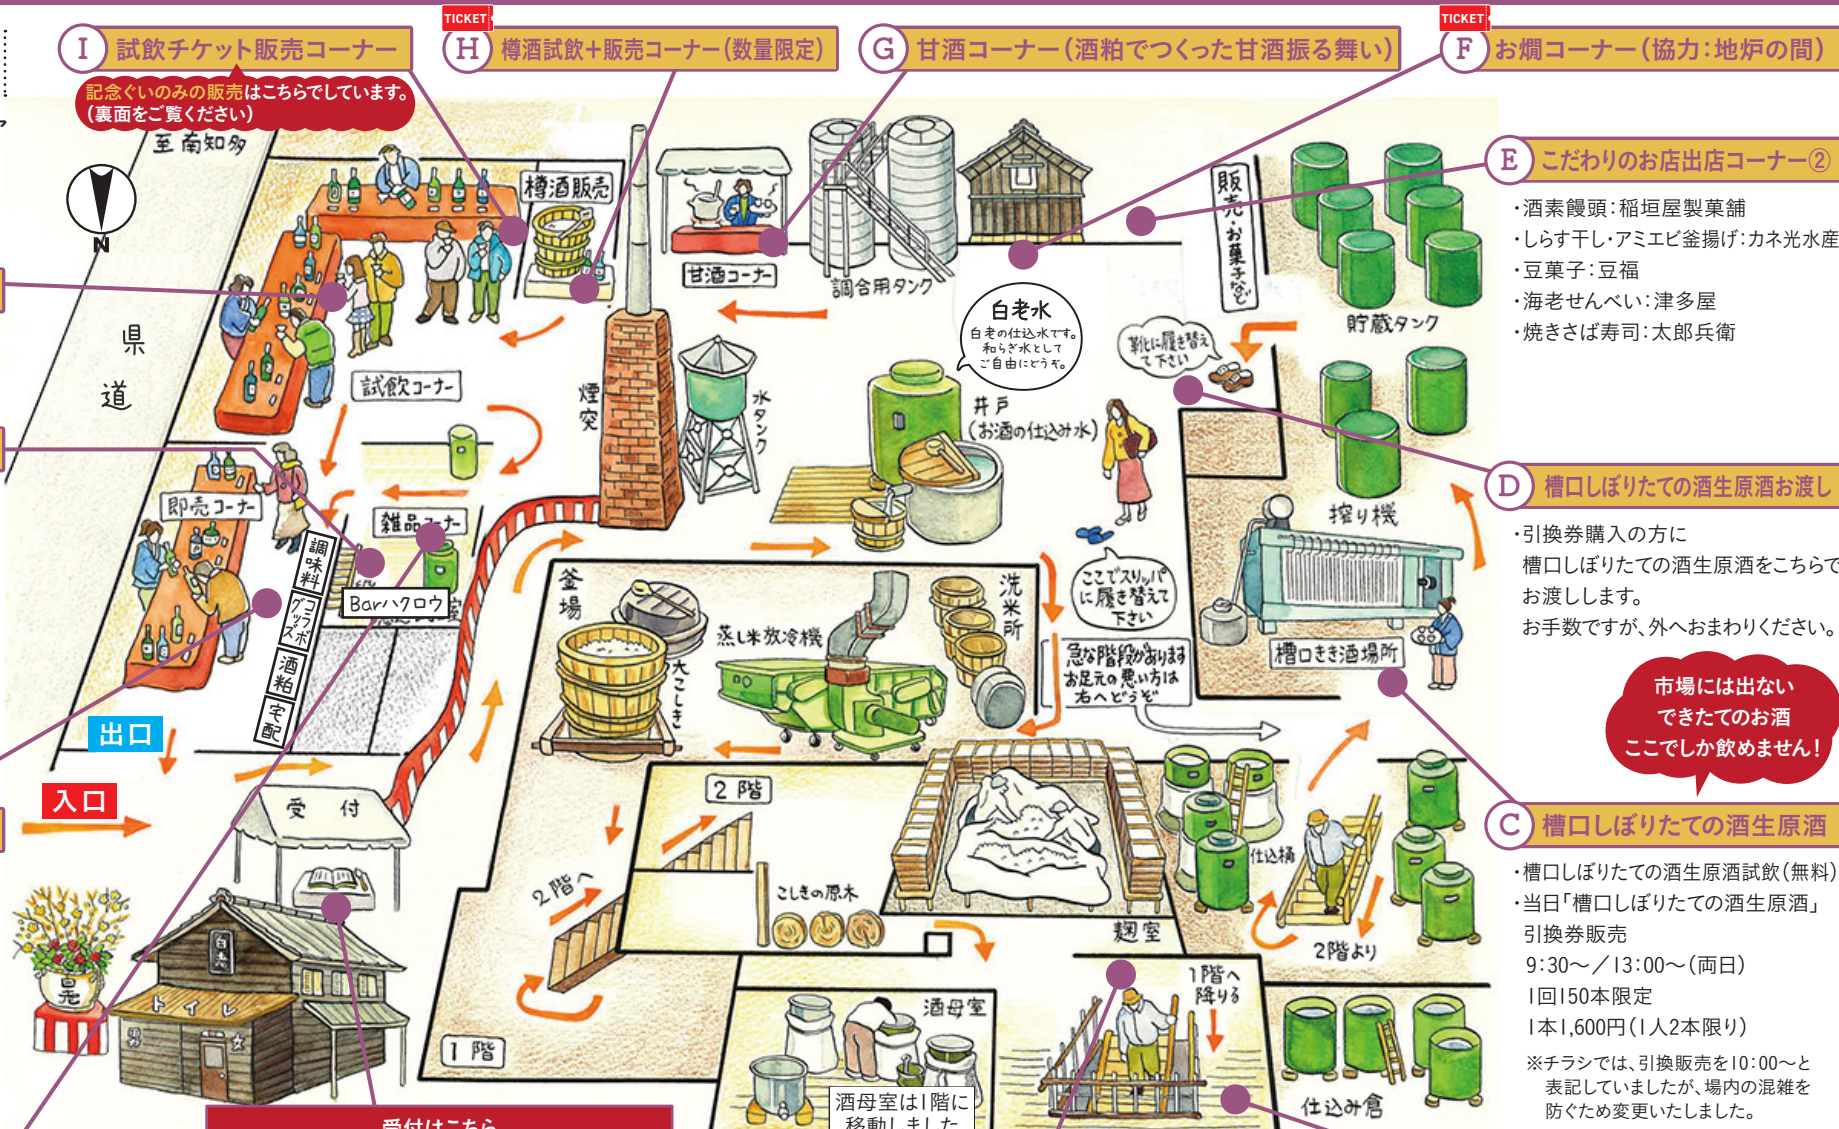 I 試飲チケット販売コーナー
記念ぐいのみの販売はこちらでしています。
(裏面をご覧ください)
TICKET
H 樽酒試飲+販売コーナー(数量限定)
G 甘酒コーナー(酒粕でつくった甘酒振る舞い)
TICKET
F お燗コーナー(協力:地炉の間)
E こだわりのお店出店コーナー②
・酒素饅頭:稲垣屋製菓舗
・しらす干し・アミエビ釜揚げ:カネ光水産
・豆菓子:豆福
・海老せんべい:津多屋
・焼きさば寿司:太郎兵衛
D 槽口しぼりたての酒生原酒お渡し
・引換券購入の方に
槽口しぼりたての酒生原酒をこちらで
お渡しします。
お手数ですが、外へおまわりください。
市場には出ない
できたてのお酒
ここでしか飲めません!
C 槽口しぼりたての酒生原酒
・槽口しぼりたての酒生原酒試飲(無料)
・当日「槽口しぼりたての酒生原酒」
引換券販売
9:30~/13:00~(両日)
1回150本限定
1本1,600円(1人2本限り)
※チラシでは、引換販売を10:00~と
表記していましたが、場内の混雑を
防ぐため変更いたしました。
至南知多
N
県道
樽酒販売
甘酒コーナー
調合用タンク
販売・お菓子など
貯蔵タンク
白老水
白老の仕込水です。
和らぎ水として
ご自由にどうぞ。
靴に履き替え
て下さい
試飲コーナー
煙突
水タンク
井戸
(お酒の仕込み水)
搾り機
即売コーナー
雑品コーナー
調味料
コラボグッズ
酒粕
宅配
Barハクロウ
室
釜場
大こしき
蒸し米放冷機
洗米所
ここでスリッパ
に履き替えて
下さい
急な階段があります
お足元の悪い方は
右へどうぞ
槽口きき酒場所
出口
入口
受付
2階
2階へ
こしきの原木
麹室
仕込桶
2階より
白老
トイレ
男
女
白老
1階
酒母室
酒母室は1階に
移動しました
1階へ
降りる
仕込み倉
受付はこちら